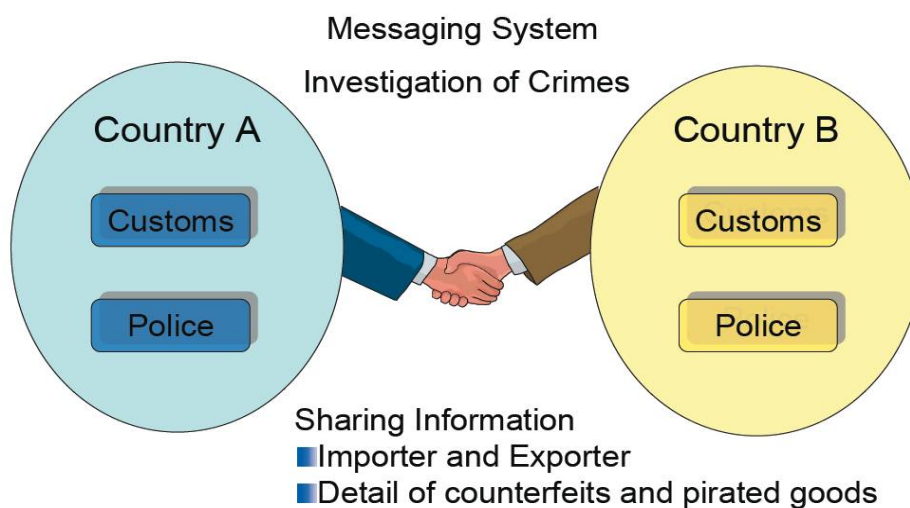 Messaging System
Investigation of Crimes
Country A
Customs
Police
Country B
Customs
Police
Sharing Information
Importer and Exporter
Detail of counterfeits and pirated goods